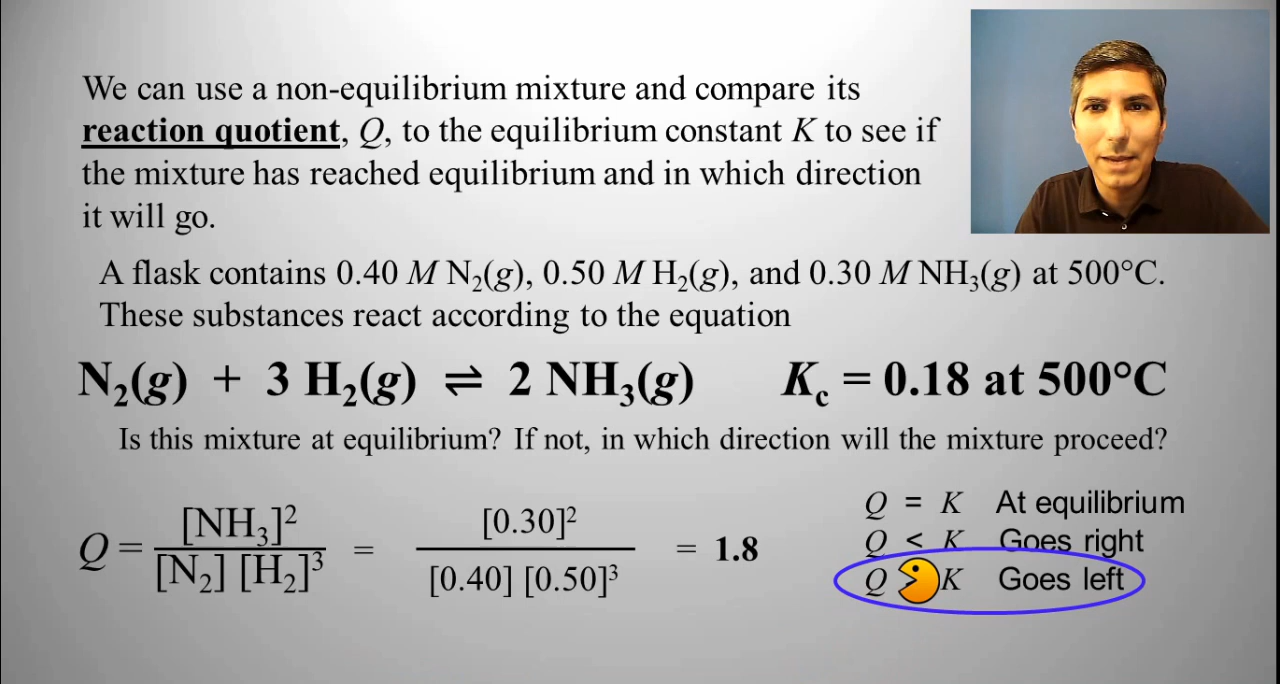 We can use a non-equilibrium mixture and compare its
reaction quotient, Q, to the equilibrium constant K to see if
the mixture has reached equilibrium and in which direction
it will go.
A flask contains 0.40 M N₂(g), 0.50 M H₂(g), and 0.30 M NH₃(g) at 500°C.
These substances react according to the equation
N₂(g) + 3 H₂(g) ⇌ 2 NH₃(g) K꜀ = 0.18 at 500°C
Is this mixture at equilibrium? If not, in which direction will the mixture proceed?
Q = [NH₃]² / [N₂] [H₂]³ = [0.30]² / [0.40] [0.50]³ = 1.8
Q = K At equilibrium
Q < K Goes right
Q > K Goes left